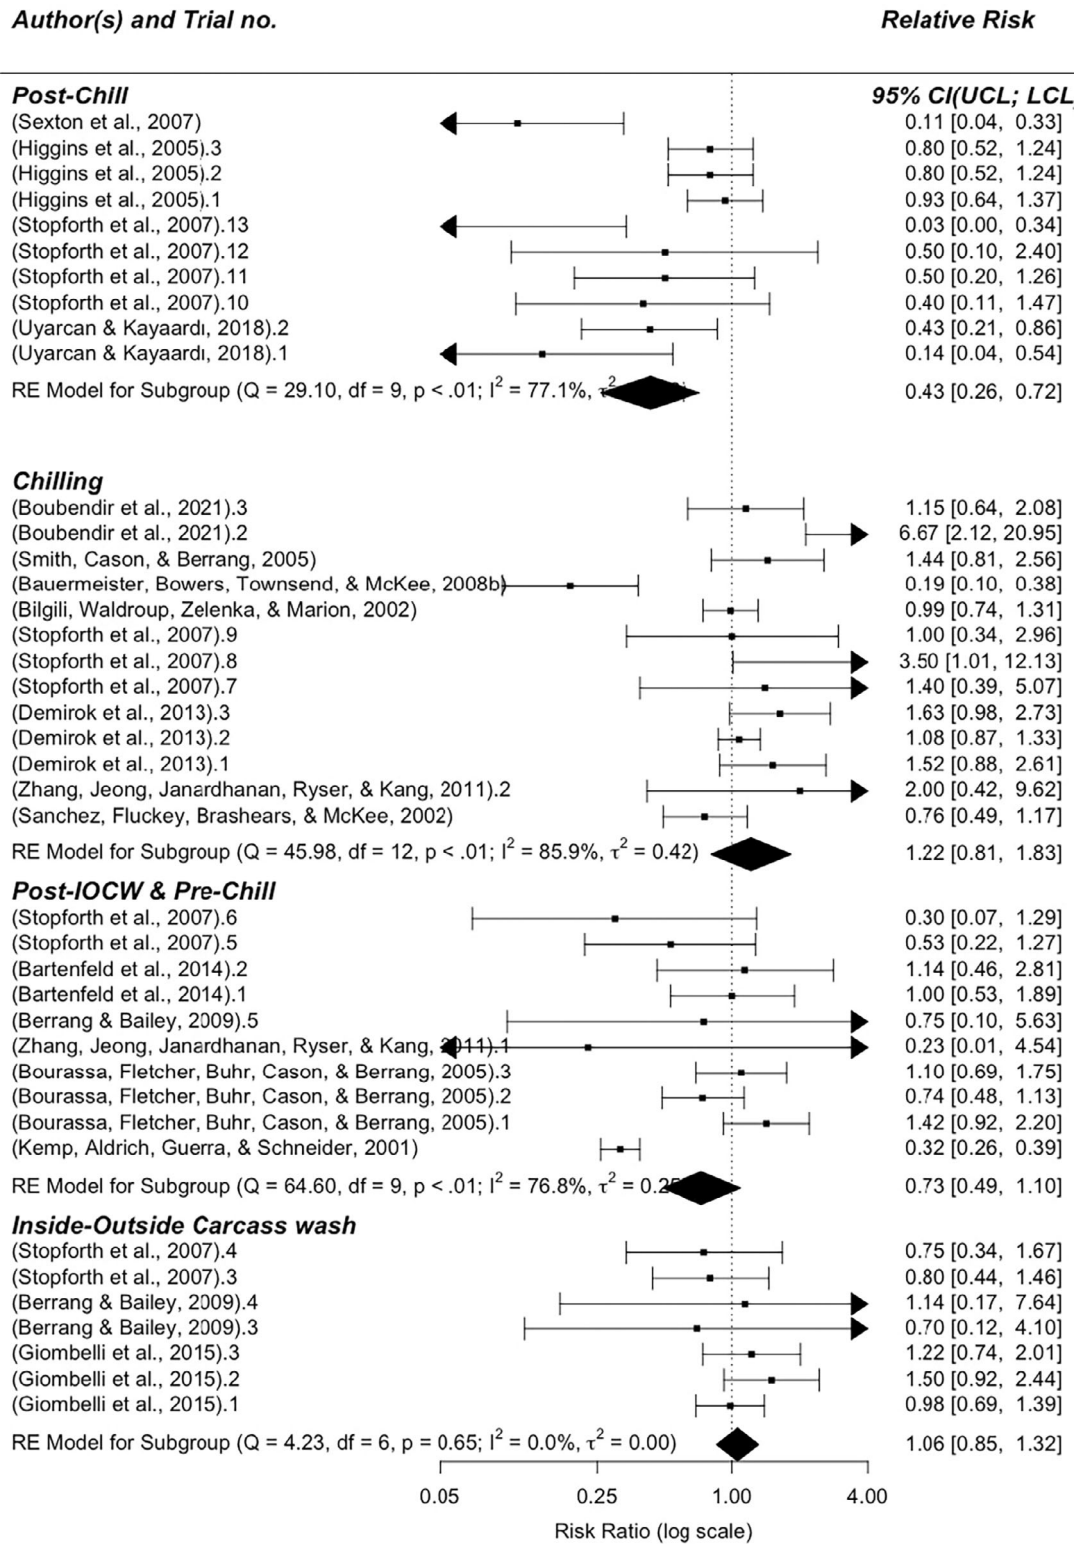 Author(s) and Trial no. Relative Risk
Post-Chill 95% CI(UCL; LCL
(Sexton et al., 2007) 0.11 [0.04, 0.33]
(Higgins et al., 2005).3 0.80 [0.52, 1.24]
(Higgins et al., 2005).2 0.80 [0.52, 1.24]
(Higgins et al., 2005).1 0.93 [0.64, 1.37]
(Stopforth et al., 2007).13 0.03 [0.00, 0.34]
(Stopforth et al., 2007).12 0.50 [0.10, 2.40]
(Stopforth et al., 2007).11 0.50 [0.20, 1.26]
(Stopforth et al., 2007).10 0.40 [0.11, 1.47]
(Uyarcan & Kayaardı, 2018).2 0.43 [0.21, 0.86]
(Uyarcan & Kayaardı, 2018).1 0.14 [0.04, 0.54]
RE Model for Subgroup (Q = 29.10, df = 9, p < .01; I² = 77.1%, τ² 0.43 [0.26, 0.72]
Chilling
(Boubendir et al., 2021).3 1.15 [0.64, 2.08]
(Boubendir et al., 2021).2 6.67 [2.12, 20.95]
(Smith, Cason, & Berrang, 2005) 1.44 [0.81, 2.56]
(Bauermeister, Bowers, Townsend, & McKee, 2008b) 0.19 [0.10, 0.38]
(Bilgili, Waldroup, Zelenka, & Marion, 2002) 0.99 [0.74, 1.31]
(Stopforth et al., 2007).9 1.00 [0.34, 2.96]
(Stopforth et al., 2007).8 3.50 [1.01, 12.13]
(Stopforth et al., 2007).7 1.40 [0.39, 5.07]
(Demirok et al., 2013).3 1.63 [0.98, 2.73]
(Demirok et al., 2013).2 1.08 [0.87, 1.33]
(Demirok et al., 2013).1 1.52 [0.88, 2.61]
(Zhang, Jeong, Janardhanan, Ryser, & Kang, 2011).2 2.00 [0.42, 9.62]
(Sanchez, Fluckey, Brashears, & McKee, 2002) 0.76 [0.49, 1.17]
RE Model for Subgroup (Q = 45.98, df = 12, p < .01; I² = 85.9%, τ² = 0.42) 1.22 [0.81, 1.83]
Post-IOCW & Pre-Chill
(Stopforth et al., 2007).6 0.30 [0.07, 1.29]
(Stopforth et al., 2007).5 0.53 [0.22, 1.27]
(Bartenfeld et al., 2014).2 1.14 [0.46, 2.81]
(Bartenfeld et al., 2014).1 1.00 [0.53, 1.89]
(Berrang & Bailey, 2009).5 0.75 [0.10, 5.63]
(Zhang, Jeong, Janardhanan, Ryser, & Kang, 2011).1 0.23 [0.01, 4.54]
(Bourassa, Fletcher, Buhr, Cason, & Berrang, 2005).3 1.10 [0.69, 1.75]
(Bourassa, Fletcher, Buhr, Cason, & Berrang, 2005).2 0.74 [0.48, 1.13]
(Bourassa, Fletcher, Buhr, Cason, & Berrang, 2005).1 1.42 [0.92, 2.20]
(Kemp, Aldrich, Guerra, & Schneider, 2001) 0.32 [0.26, 0.39]
RE Model for Subgroup (Q = 64.60, df = 9, p < .01; I² = 76.8%, τ² = 0.25 0.73 [0.49, 1.10]
Inside-Outside Carcass wash
(Stopforth et al., 2007).4 0.75 [0.34, 1.67]
(Stopforth et al., 2007).3 0.80 [0.44, 1.46]
(Berrang & Bailey, 2009).4 1.14 [0.17, 7.64]
(Berrang & Bailey, 2009).3 0.70 [0.12, 4.10]
(Giombelli et al., 2015).3 1.22 [0.74, 2.01]
(Giombelli et al., 2015).2 1.50 [0.92, 2.44]
(Giombelli et al., 2015).1 0.98 [0.69, 1.39]
RE Model for Subgroup (Q = 4.23, df = 6, p = 0.65; I² = 0.0%, τ² = 0.00) 1.06 [0.85, 1.32]
0.05 0.25 1.00 4.00
Risk Ratio (log scale)